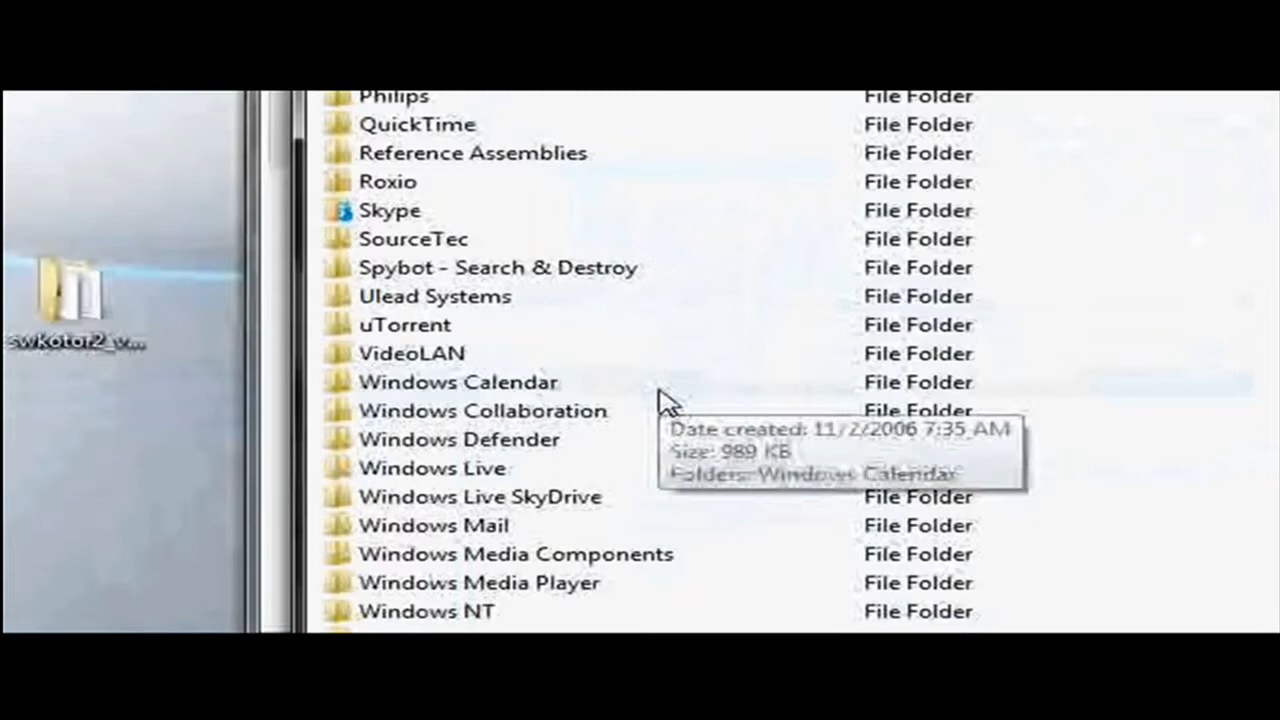 Philips File Folder
QuickTime File Folder
Reference Assemblies File Folder
Roxio File Folder
Skype File Folder
SourceTec File Folder
Spybot - Search & Destroy File Folder
Ulead Systems File Folder
uTorrent File Folder
swkotor2_v...
VideoLAN File Folder
Windows Calendar File Folder
Windows Collaboration File Folder
Date created: 11/2/2006 7:35 AM
Windows Defender
Size: 989 KB
Windows Live
Folders: Windows Calendar
Windows Live SkyDrive File Folder
Windows Mail File Folder
Windows Media Components File Folder
Windows Media Player File Folder
Windows NT File Folder